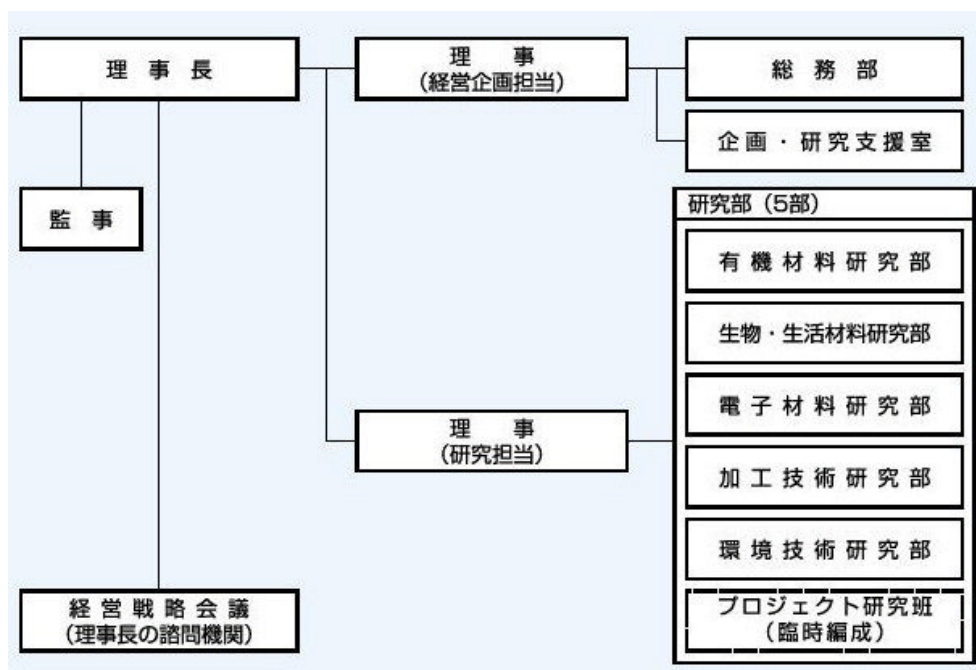 理事長
理事
(経営企画担当)
総務部
企画・研究支援室
監事
研究部（5部）
有機材料研究部
生物・生活材料研究部
電子材料研究部
理事
(研究担当)
加工技術研究部
環境技術研究部
経営戦略会議
(理事長の諮問機関)
プロジェクト研究班
(臨時編成)